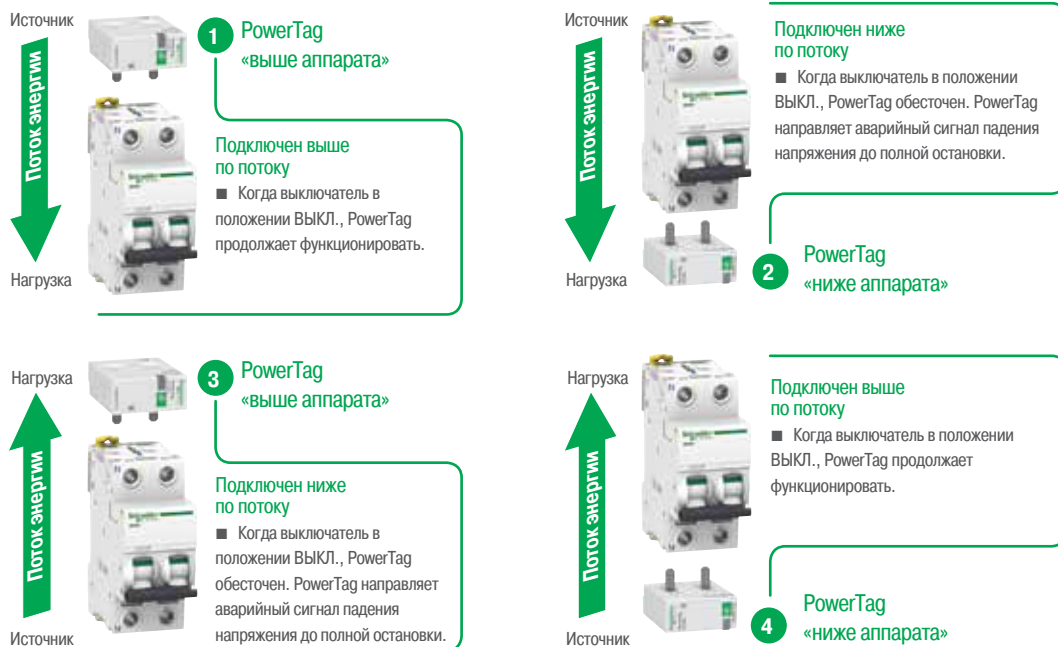 Источник
Поток энергии
Нагрузка
1
PowerTag
«выше аппарата»
Подключен выше
по потоку
■ Когда выключатель в
положении ВЫКЛ., PowerTag
продолжает функционировать.
Источник
Поток энергии
Нагрузка
Подключен ниже
по потоку
■ Когда выключатель в положении
ВЫКЛ., PowerTag обесточен. PowerTag
направляет аварийный сигнал падения
напряжения до полной остановки.
2
PowerTag
«ниже аппарата»
Нагрузка
Поток энергии
Источник
3
PowerTag
«выше аппарата»
Подключен ниже
по потоку
■ Когда выключатель в
положении ВЫКЛ., PowerTag
обесточен. PowerTag направляет
аварийный сигнал падения
напряжения до полной остановки.
Нагрузка
Поток энергии
Источник
Подключен выше
по потоку
■ Когда выключатель в положении
ВЫКЛ., PowerTag продолжает
функционировать.
4
PowerTag
«ниже аппарата»